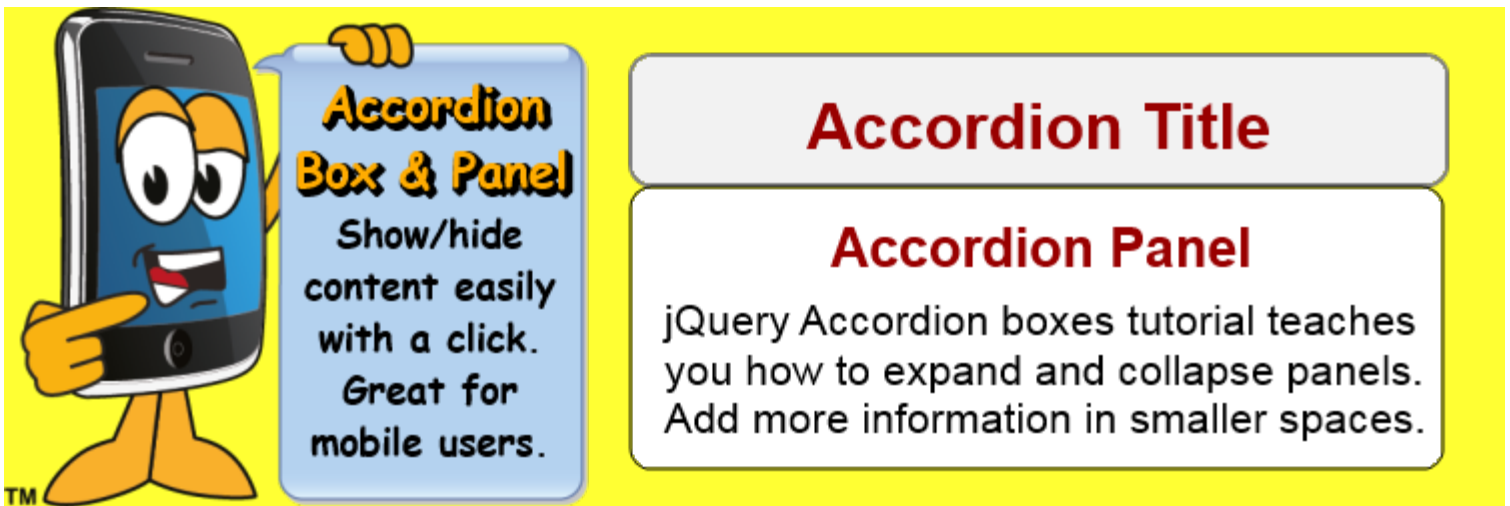 Accordion
Box & Panel
Show/hide
content easily
with a click.
Great for
mobile users.
TM
Accordion Title
Accordion Panel
jQuery Accordion boxes tutorial teaches
you how to expand and collapse panels.
Add more information in smaller spaces.